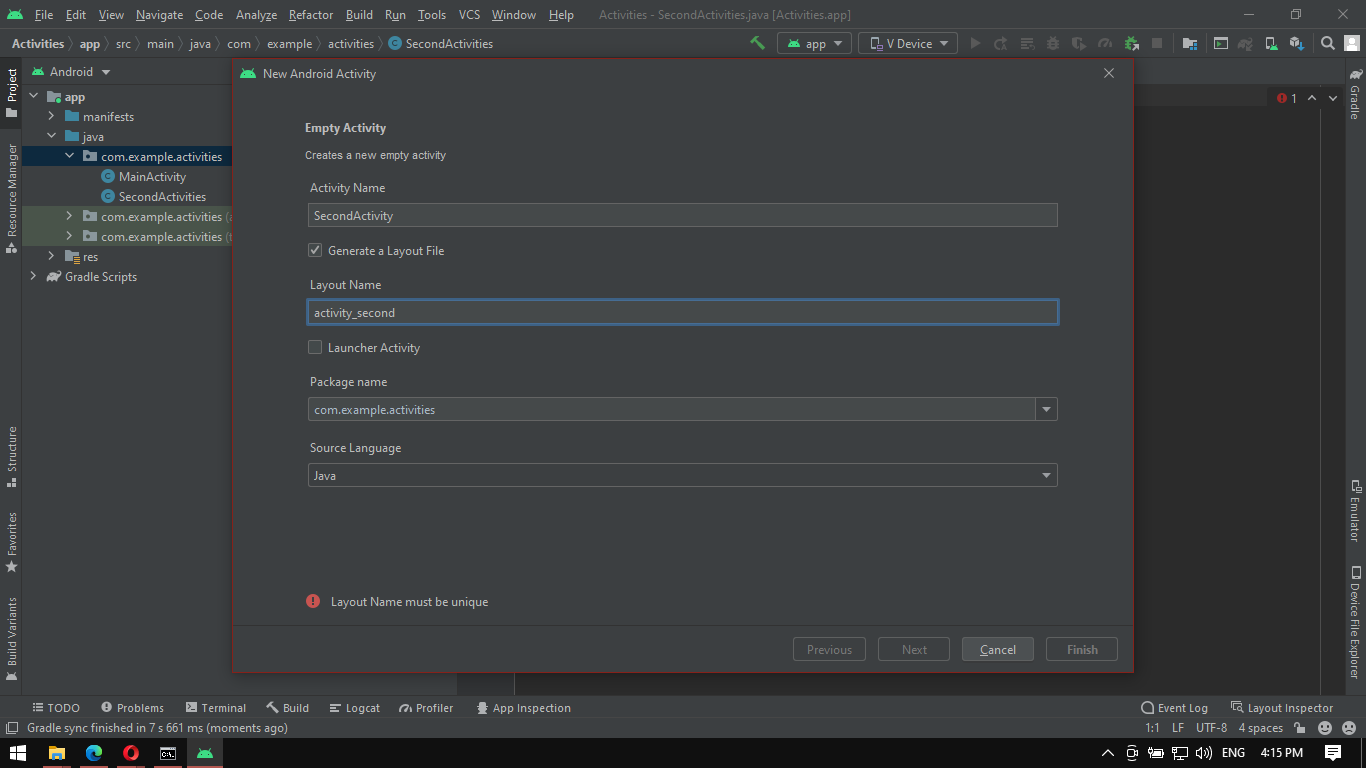 File Edit View Navigate Code Analyze Refactor Build Run Tools VCS Window Help Activities - SecondActivities.java [Activities.app]
Activities app src main java com example activities SecondActivities app V Device
Project
Resource Manager
Structure
Favorites
Build Variants
Android
app
manifests
java
com.example.activities
MainActivity
SecondActivities
com.example.activities
com.example.activities (t
res
Gradle Scripts
New Android Activity
Empty Activity
Creates a new empty activity
Activity Name
SecondActivity
Generate a Layout File
Layout Name
activity_second
Launcher Activity
Package name
com.example.activities
Source Language
Java
Layout Name must be unique
Previous Next Cancel Finish
1
Gradle
Emulator
Device File Explorer
TODO Problems Terminal Build Logcat Profiler App Inspection Event Log Layout Inspector
Gradle sync finished in 7 s 661 ms (moments ago) 1:1 LF UTF-8 4 spaces
ENG 4:15 PM